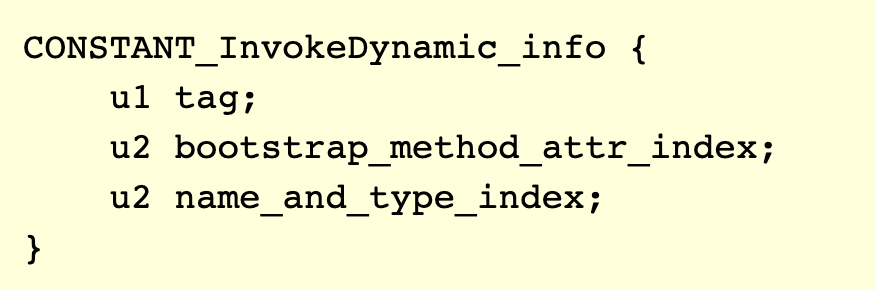 CONSTANT_InvokeDynamic_info {
    u1 tag;
    u2 bootstrap_method_attr_index;
    u2 name_and_type_index;
}